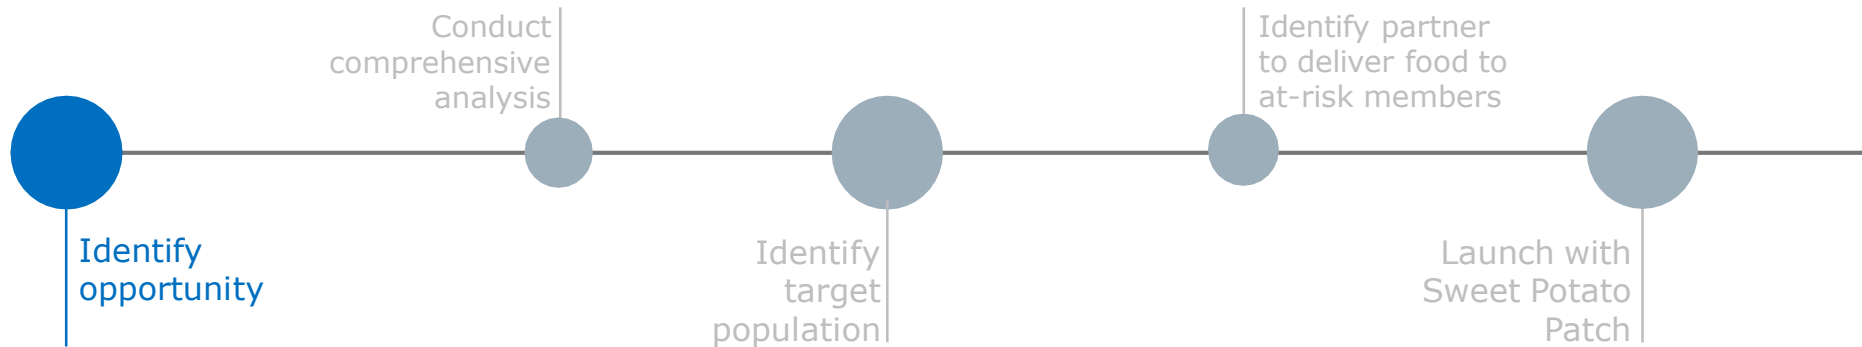 Conduct
comprehensive
analysis
Identify partner
to deliver food to
at-risk members
Identify
opportunity
Identify
target
population
Launch with
Sweet Potato
Patch